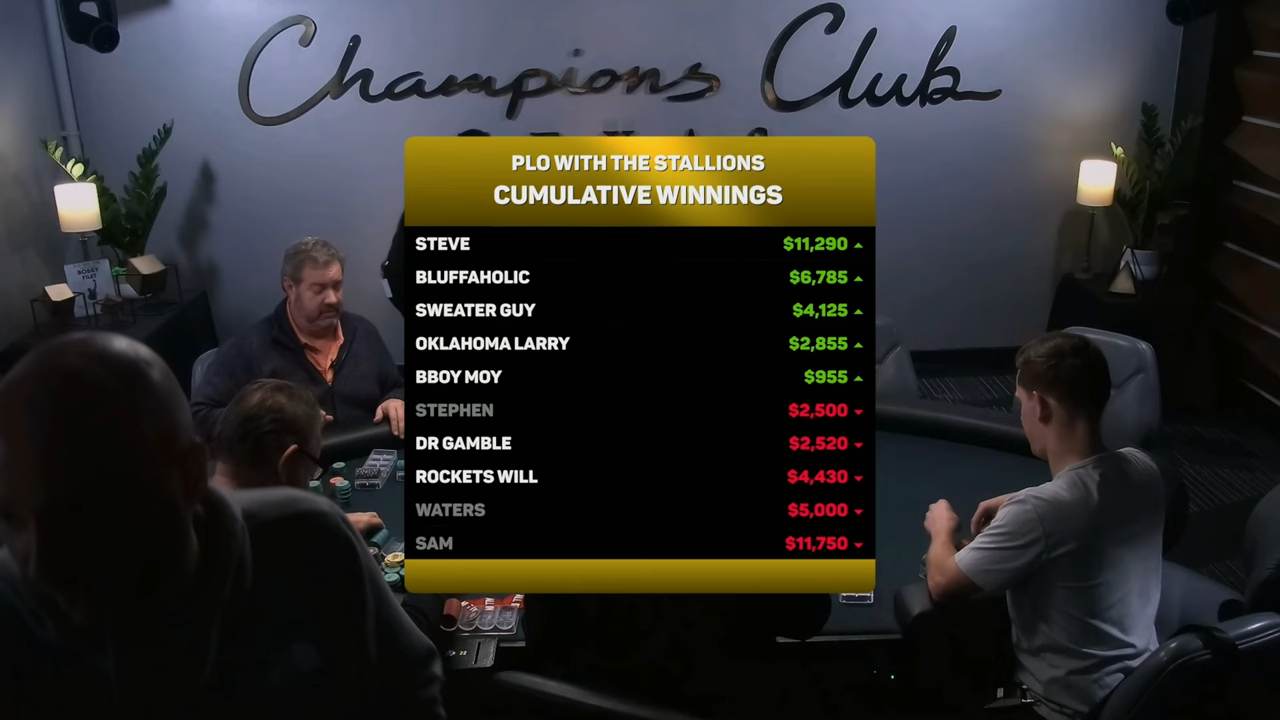 Champions Club
PLO WITH THE STALLIONS
CUMULATIVE WINNINGS
STEVE $11,290
BLUFFAHOLIC $6,785
SWEATER GUY $4,125
OKLAHOMA LARRY $2,855
BBOY MOY $955
STEPHEN $2,500
DR GAMBLE $2,520
ROCKETS WILL $4,430
WATERS $5,000
SAM $11,750